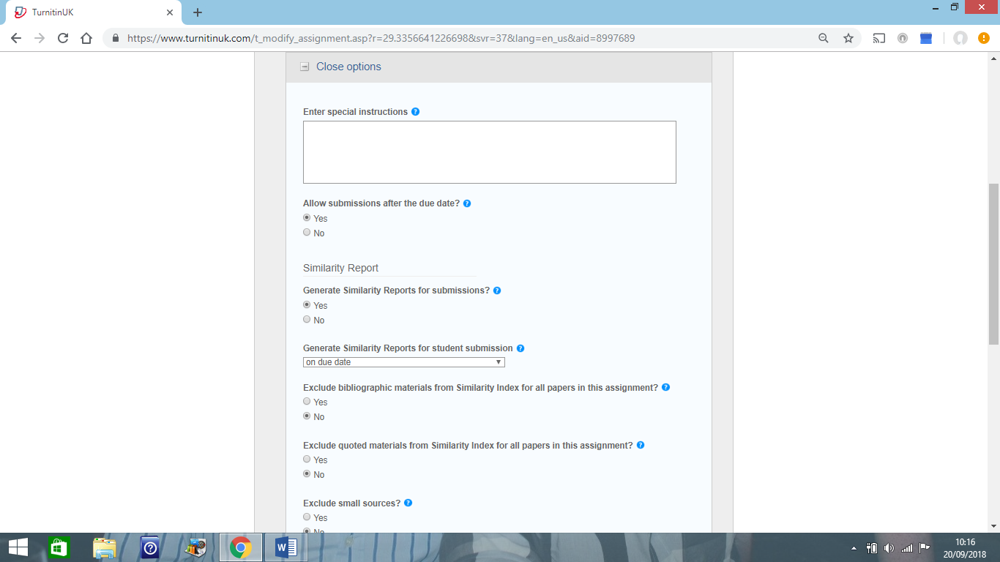 TurnitinUK
https://www.turnitinuk.com/t_modify_assignment.asp?r=29.3356641226698&svr=37&lang=en_us&aid=8997689
Close options
Enter special instructions
Allow submissions after the due date?
Yes
No
Similarity Report
Generate Similarity Reports for submissions?
Yes
No
Generate Similarity Reports for student submission
on due date
Exclude bibliographic materials from Similarity Index for all papers in this assignment?
Yes
No
Exclude quoted materials from Similarity Index for all papers in this assignment?
Yes
No
Exclude small sources?
Yes
No
10:16
20/09/2018